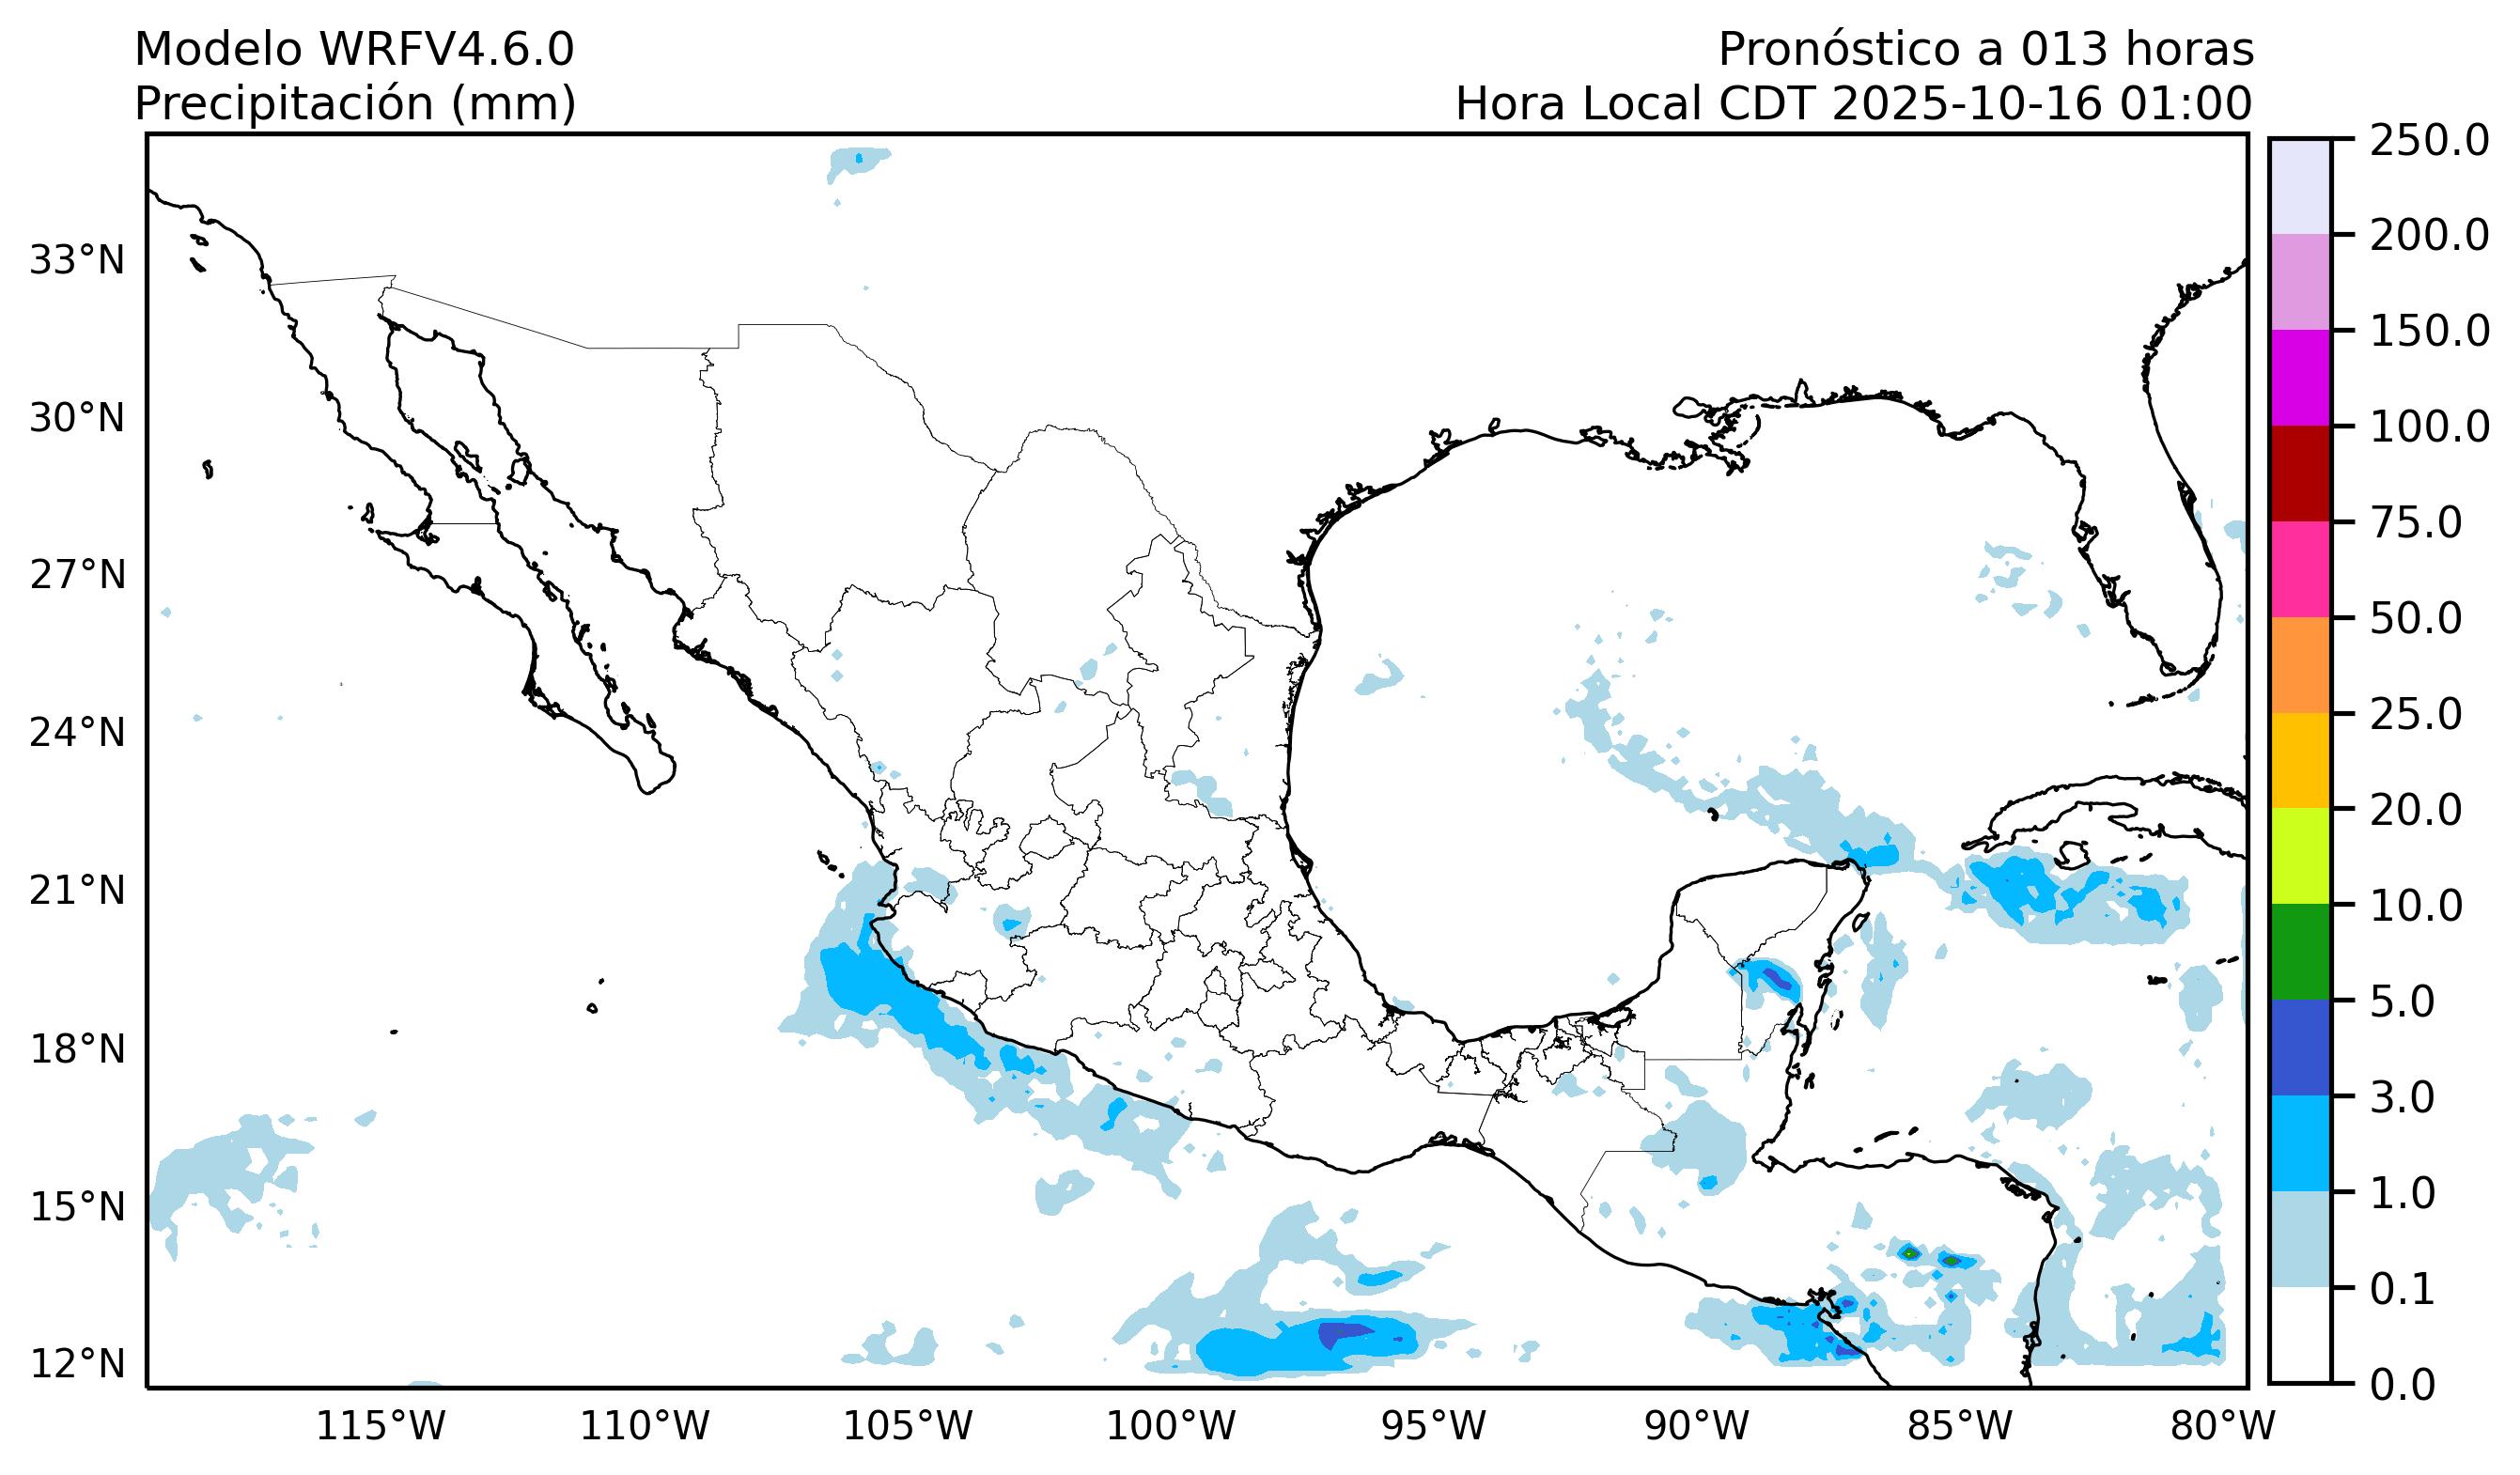 Modelo WRFV4.6.0
Precipitación (mm)
Pronóstico a 013 horas
Hora Local CDT 2025-10-16 01:00
33°N
30°N
27°N
24°N
21°N
18°N
15°N
12°N
115°W
110°W
105°W
100°W
95°W
90°W
85°W
80°W
250.0
200.0
150.0
100.0
75.0
50.0
25.0
20.0
10.0
5.0
3.0
1.0
0.1
0.0